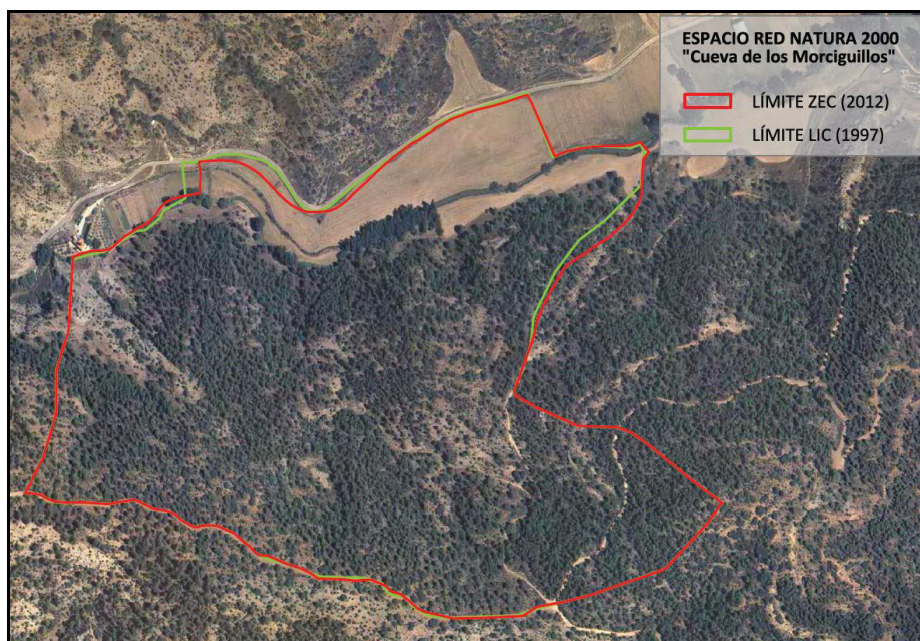 ESPACIO RED NATURA 2000
"Cueva de los Morciguillos"
LÍMITE ZEC (2012)
LÍMITE LIC (1997)